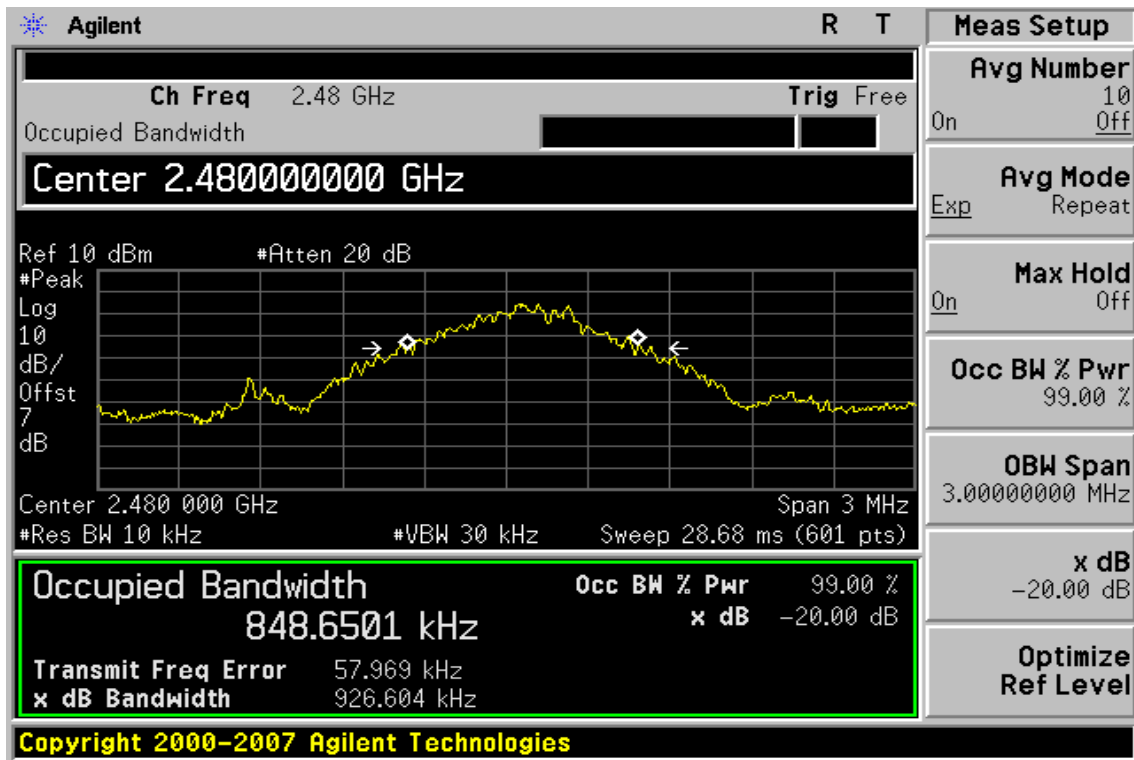 Agilent R T
Ch Freq 2.48 GHz Trig Free
Occupied Bandwidth
Center 2.480000000 GHz
Ref 10 dBm #Atten 20 dB
#Peak
Log
10
dB/
Offst
7
dB
Center 2.480 000 GHz Span 3 MHz
#Res BW 10 kHz #VBW 30 kHz Sweep 28.68 ms (601 pts)
Occupied Bandwidth Occ BW % Pwr 99.00 %
848.6501 kHz x dB -20.00 dB
Transmit Freq Error 57.969 kHz
x dB Bandwidth 926.604 kHz
Copyright 2000-2007 Agilent Technologies
Meas Setup
Avg Number
10
On Off
Avg Mode
Exp Repeat
Max Hold
On Off
Occ BW % Pwr
99.00 %
OBW Span
3.00000000 MHz
x dB
-20.00 dB
Optimize
Ref Level